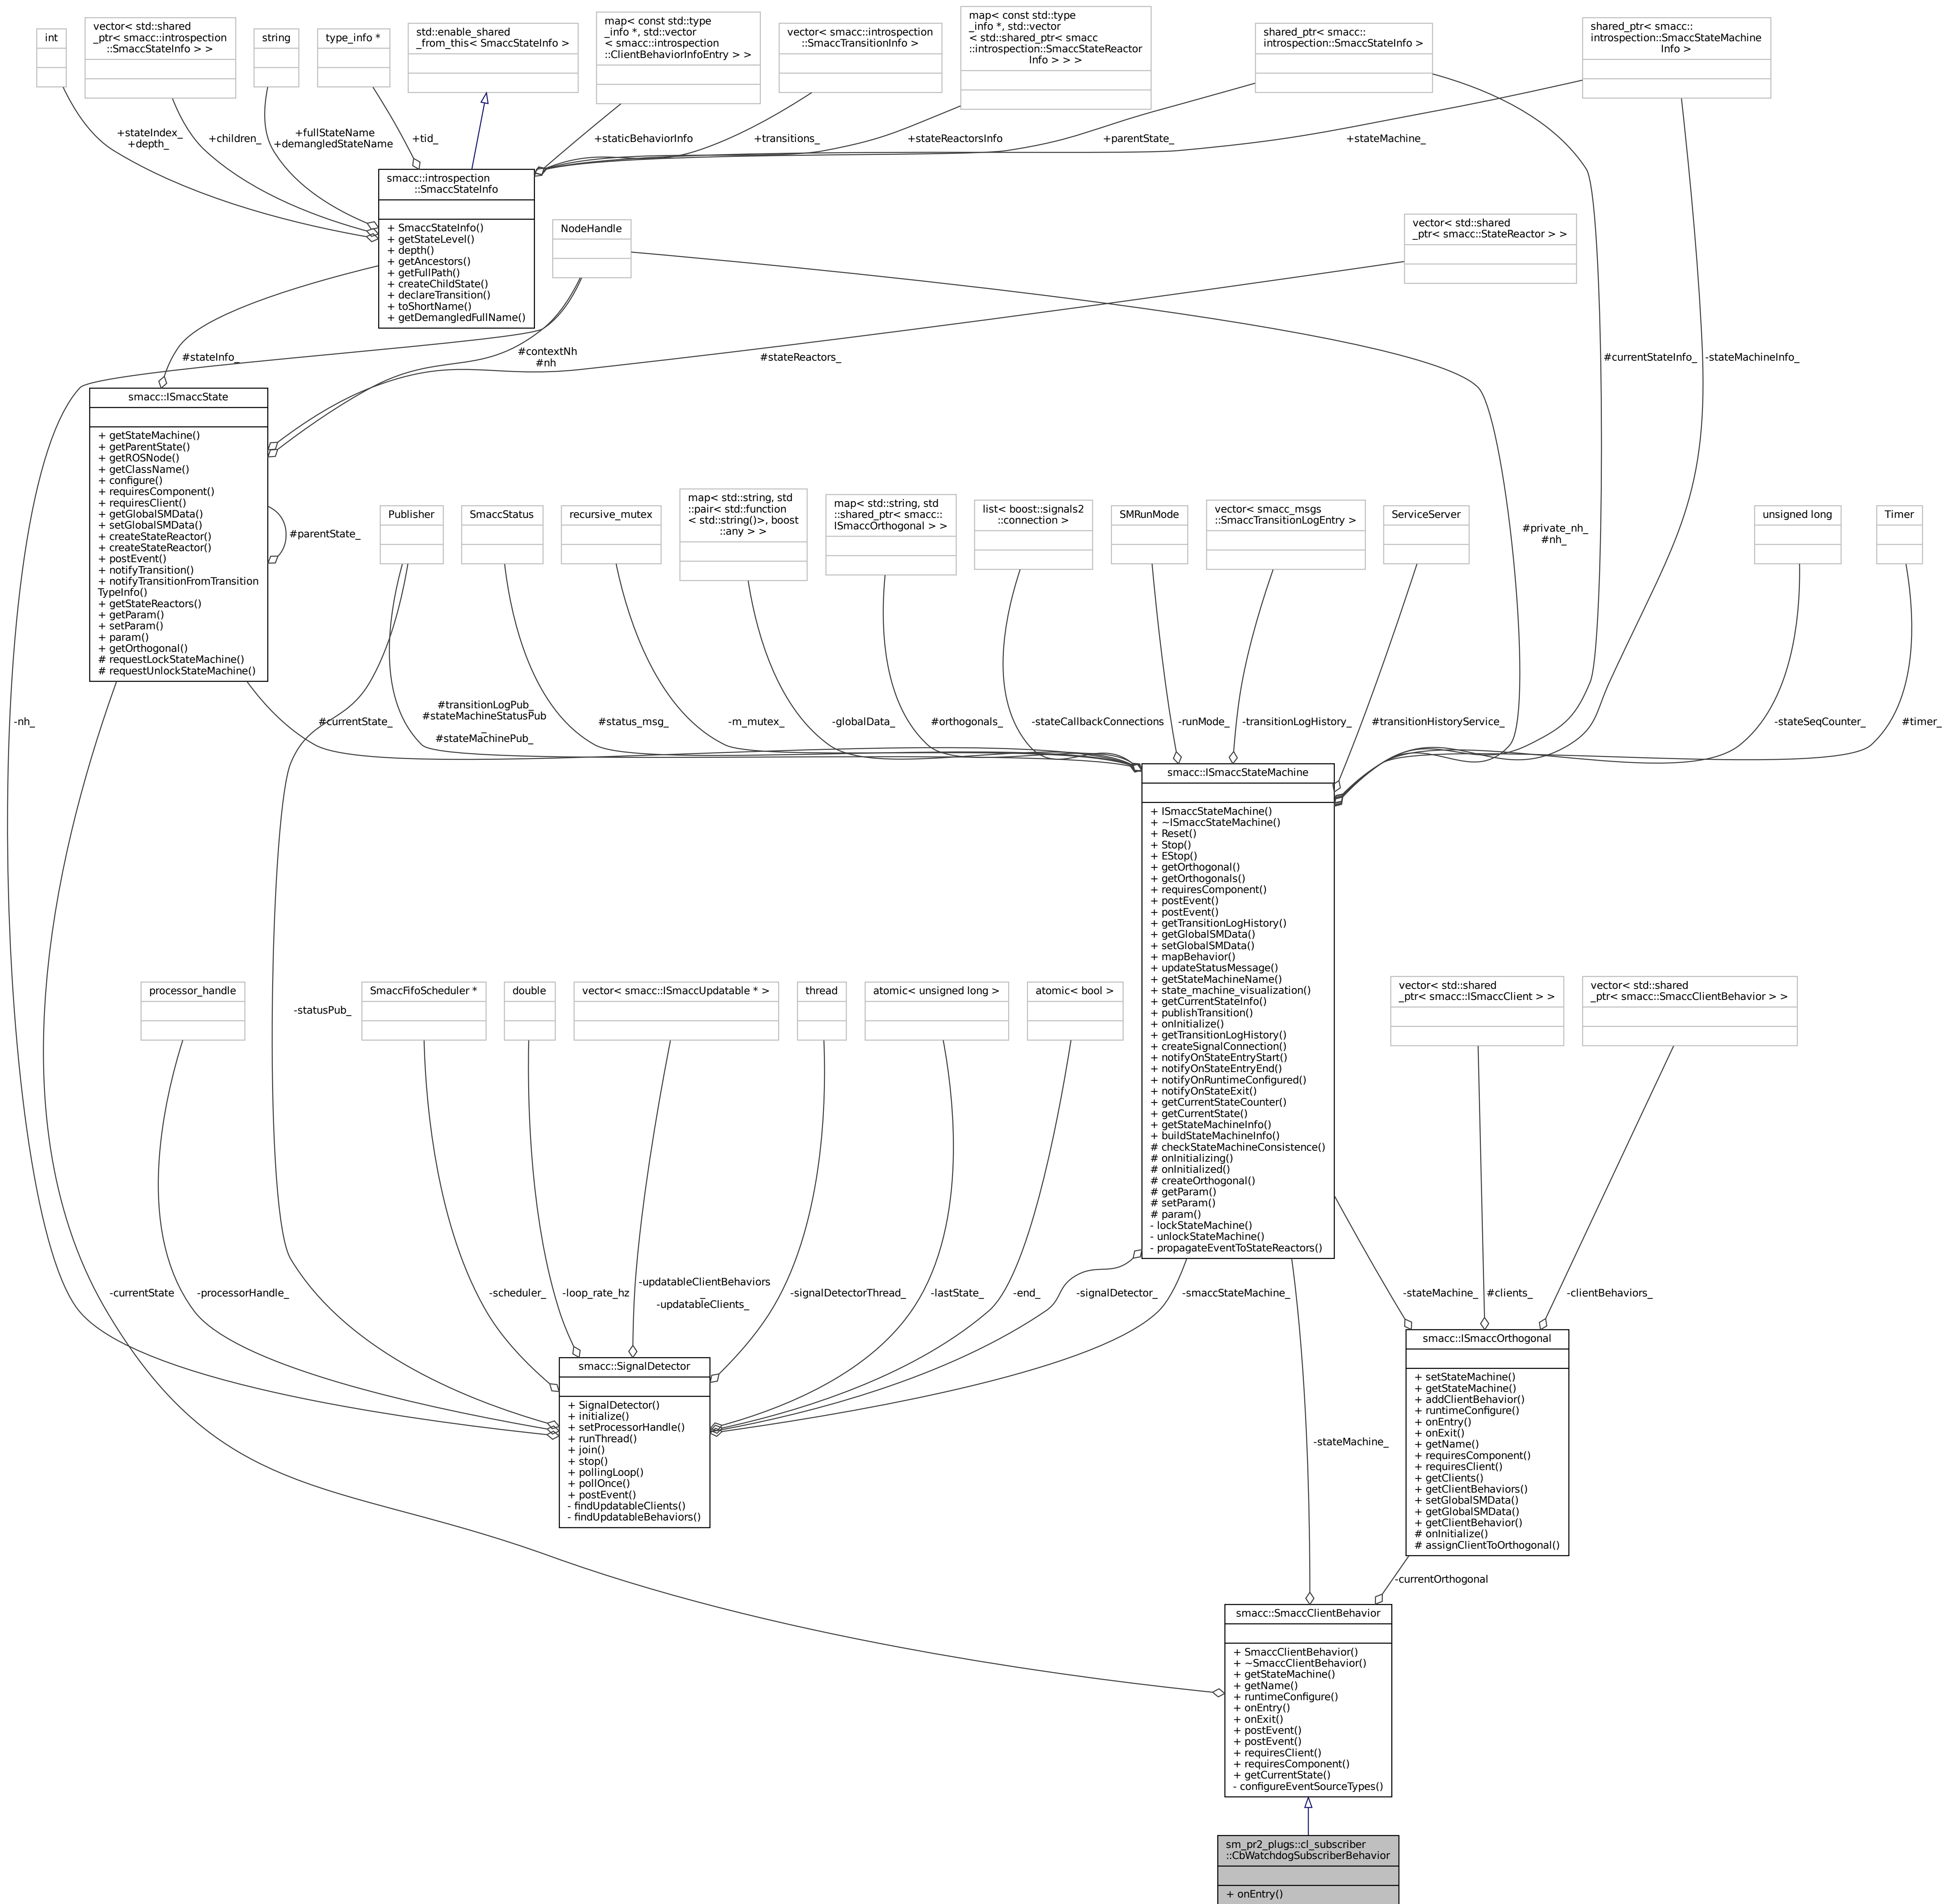 int
vector< std::shared
_ptr< smacc::introspection
::SmaccStateInfo > >
string
type_info *
std::enable_shared
_from_this< SmaccStateInfo >
map< const std::type
_info *, std::vector
< smacc::introspection
::ClientBehaviorInfoEntry > >
vector< smacc::introspection
::SmaccTransitionInfo >
map< const std::type
_info *, std::vector
< std::shared_ptr< smacc
::introspection::SmaccStateReactor
Info > > >
shared_ptr< smacc::
introspection::SmaccStateInfo >
shared_ptr< smacc::
introspection::SmaccStateMachine
Info >
+stateIndex_
+depth_
+children_
+fullStateName
+demangledStateName
+tid_
+staticBehaviorInfo
+transitions_
+stateReactorsInfo
+parentState_
+stateMachine_
smacc::introspection
::SmaccStateInfo
+ SmaccStateInfo()
+ getStateLevel()
+ depth()
+ getAncestors()
+ getFullPath()
+ createChildState()
+ declareTransition()
+ toShortName()
+ getDemangledFullName()
NodeHandle
vector< std::shared
_ptr< smacc::StateReactor > >
#stateInfo_
#contextNh
#nh
#stateReactors_
#currentStateInfo_
-stateMachineInfo_
smacc::ISmaccState
+ getStateMachine()
+ getParentState()
+ getROSNode()
+ getClassName()
+ configure()
+ requiresComponent()
+ requiresClient()
+ getGlobalSMData()
+ setGlobalSMData()
+ createStateReactor()
+ createStateReactor()
+ postEvent()
+ notifyTransition()
+ notifyTransitionFromTransition
TypeInfo()
+ getStateReactors()
+ getParam()
+ setParam()
+ param()
+ getOrthogonal()
# requestLockStateMachine()
# requestUnlockStateMachine()
#parentState_
Publisher
SmaccStatus
recursive_mutex
map< std::string, std
::pair< std::function
< std::string()>, boost
::any > >
map< std::string, std
::shared_ptr< smacc::
ISmaccOrthogonal > >
list< boost::signals2
::connection >
SMRunMode
vector< smacc_msgs
::SmaccTransitionLogEntry >
ServiceServer
#private_nh_
#nh_
unsigned long
Timer
-nh_
#currentState_
#transitionLogPub_
#stateMachineStatusPub
_
#stateMachinePub_
#status_msg_
-m_mutex_
-globalData_
#orthogonals_
-stateCallbackConnections
-runMode_
-transitionLogHistory_
#transitionHistoryService_
-stateSeqCounter_
#timer_
smacc::ISmaccStateMachine
+ ISmaccStateMachine()
+ ~ISmaccStateMachine()
+ Reset()
+ Stop()
+ EStop()
+ getOrthogonal()
+ getOrthogonals()
+ requiresComponent()
+ postEvent()
+ postEvent()
+ getTransitionLogHistory()
+ getGlobalSMData()
+ setGlobalSMData()
+ mapBehavior()
+ updateStatusMessage()
+ getStateMachineName()
+ state_machine_visualization()
+ getCurrentStateInfo()
+ publishTransition()
+ onInitialize()
+ getTransitionLogHistory()
+ createSignalConnection()
+ notifyOnStateEntryStart()
+ notifyOnStateEntryEnd()
+ notifyOnRuntimeConfigured()
+ notifyOnStateExit()
+ getCurrentStateCounter()
+ getCurrentState()
+ getStateMachineInfo()
+ buildStateMachineInfo()
# checkStateMachineConsistence()
# onInitializing()
# onInitialized()
# createOrthogonal()
# getParam()
# setParam()
# param()
- lockStateMachine()
- unlockStateMachine()
- propagateEventToStateReactors()
processor_handle
-statusPub_
SmaccFifoScheduler *
double
vector< smacc::ISmaccUpdatable * >
thread
atomic< unsigned long >
atomic< bool >
vector< std::shared
_ptr< smacc::ISmaccClient > >
vector< std::shared
_ptr< smacc::SmaccClientBehavior > >
-currentState
-processorHandle_
-scheduler_
-loop_rate_hz
-updatableClientBehaviors
_
-updatableClients_
-signalDetectorThread_
-lastState_
-end_
-signalDetector_
-smaccStateMachine_
-stateMachine_
#clients_
-clientBehaviors_
smacc::SignalDetector
+ SignalDetector()
+ initialize()
+ setProcessorHandle()
+ runThread()
+ join()
+ stop()
+ pollingLoop()
+ pollOnce()
+ postEvent()
- findUpdatableClients()
- findUpdatableBehaviors()
smacc::ISmaccOrthogonal
+ setStateMachine()
+ getStateMachine()
+ addClientBehavior()
+ runtimeConfigure()
+ onEntry()
+ onExit()
+ getName()
+ requiresComponent()
+ requiresClient()
+ getClients()
+ getClientBehaviors()
+ setGlobalSMData()
+ getGlobalSMData()
+ getClientBehavior()
# onInitialize()
# assignClientToOrthogonal()
-stateMachine_
-currentOrthogonal
smacc::SmaccClientBehavior
+ SmaccClientBehavior()
+ ~SmaccClientBehavior()
+ getStateMachine()
+ getName()
+ runtimeConfigure()
+ onEntry()
+ onExit()
+ postEvent()
+ postEvent()
+ requiresClient()
+ requiresComponent()
+ getCurrentState()
- configureEventSourceTypes()
sm_pr2_plugs::cl_subscriber
::CbWatchdogSubscriberBehavior
+ onEntry()